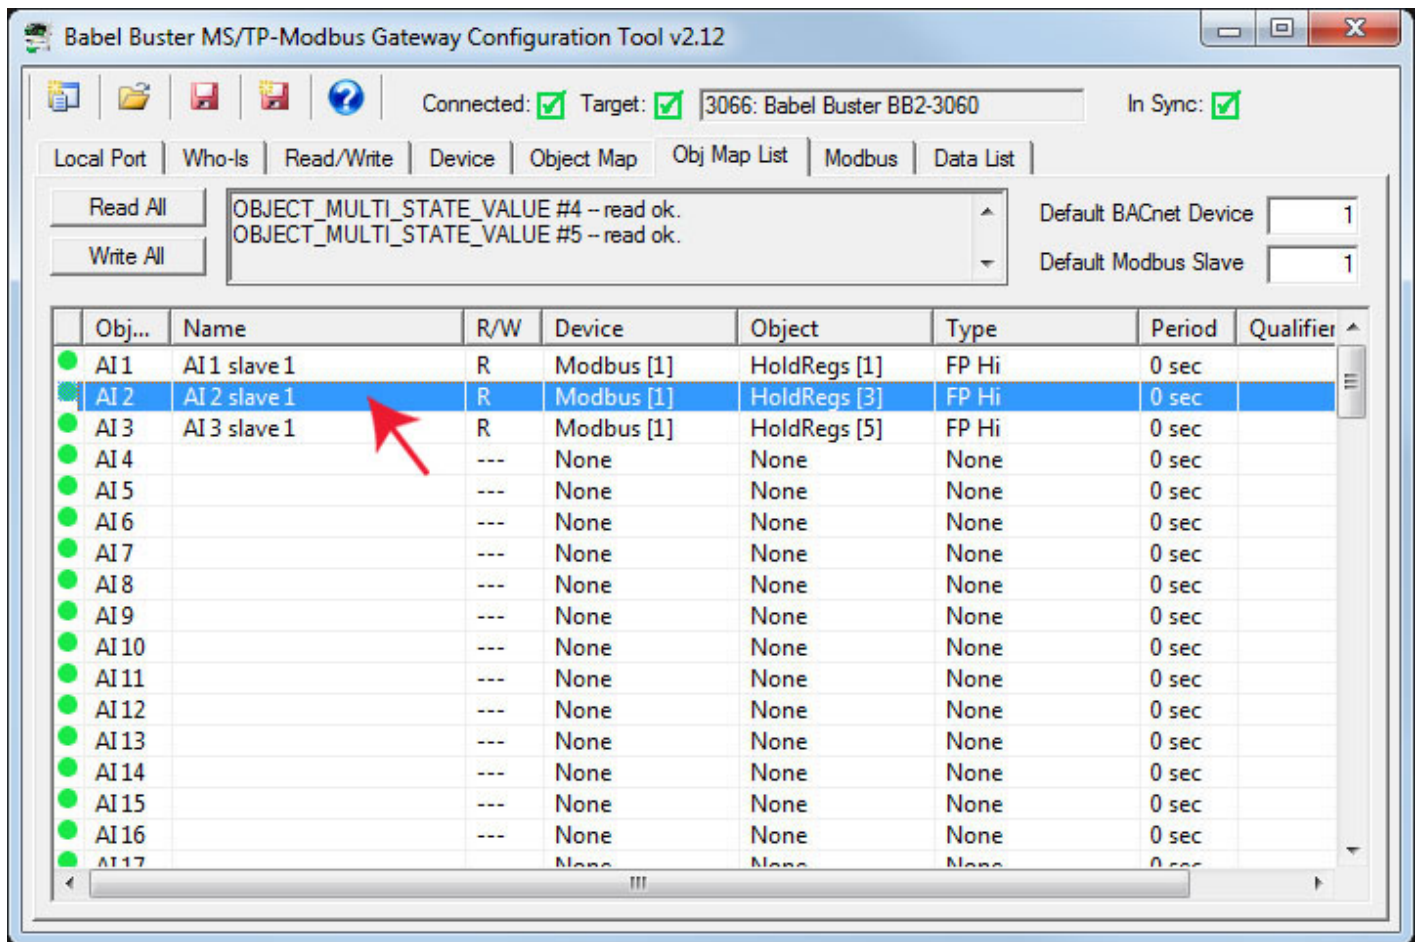 Babel Buster MS/TP-Modbus Gateway Configuration Tool v2.12
Connected: Target: 3066: Babel Buster BB2-3060 In Sync:
Local Port Who-Is Read/Write Device Object Map Obj Map List Modbus Data List
Read All
OBJECT_MULTI_STATE_VALUE #4 -- read ok.
Default BACnet Device 1
OBJECT_MULTI_STATE_VALUE #5 -- read ok.
Write All
Default Modbus Slave 1
Obj... Name R/W Device Object Type Period Qualifier
AI 1 AI 1 slave 1 R Modbus [1] HoldRegs [1] FP Hi 0 sec
AI 2 AI 2 slave 1 R Modbus [1] HoldRegs [3] FP Hi 0 sec
AI 3 AI 3 slave 1 R Modbus [1] HoldRegs [5] FP Hi 0 sec
AI 4 --- None None None 0 sec
AI 5 --- None None None 0 sec
AI 6 --- None None None 0 sec
AI 7 --- None None None 0 sec
AI 8 --- None None None 0 sec
AI 9 --- None None None 0 sec
AI 10 --- None None None 0 sec
AI 11 --- None None None 0 sec
AI 12 --- None None None 0 sec
AI 13 --- None None None 0 sec
AI 14 --- None None None 0 sec
AI 15 --- None None None 0 sec
AI 16 --- None None None 0 sec
AI 17 None None None 0 sec